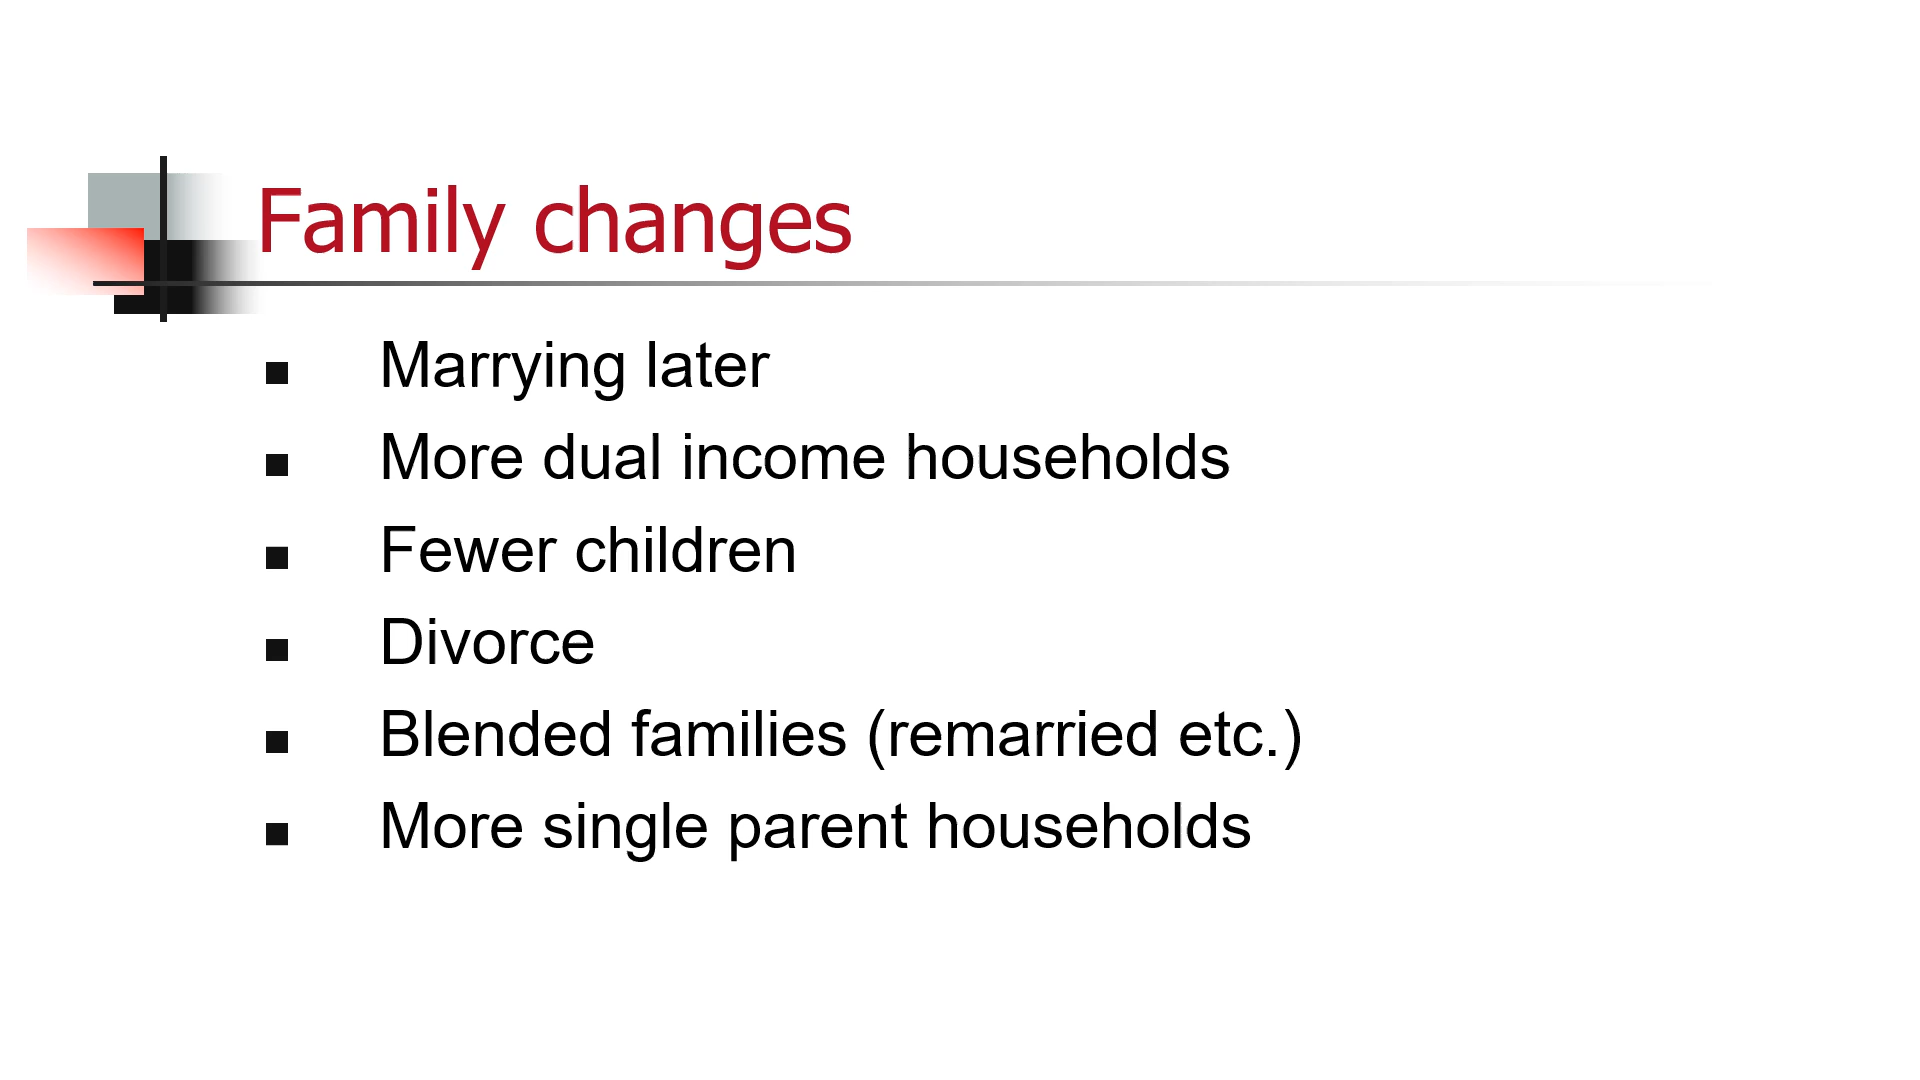 Family changes
Marrying later
More dual income households
Fewer children
Divorce
Blended families (remarried etc.)
More single parent households